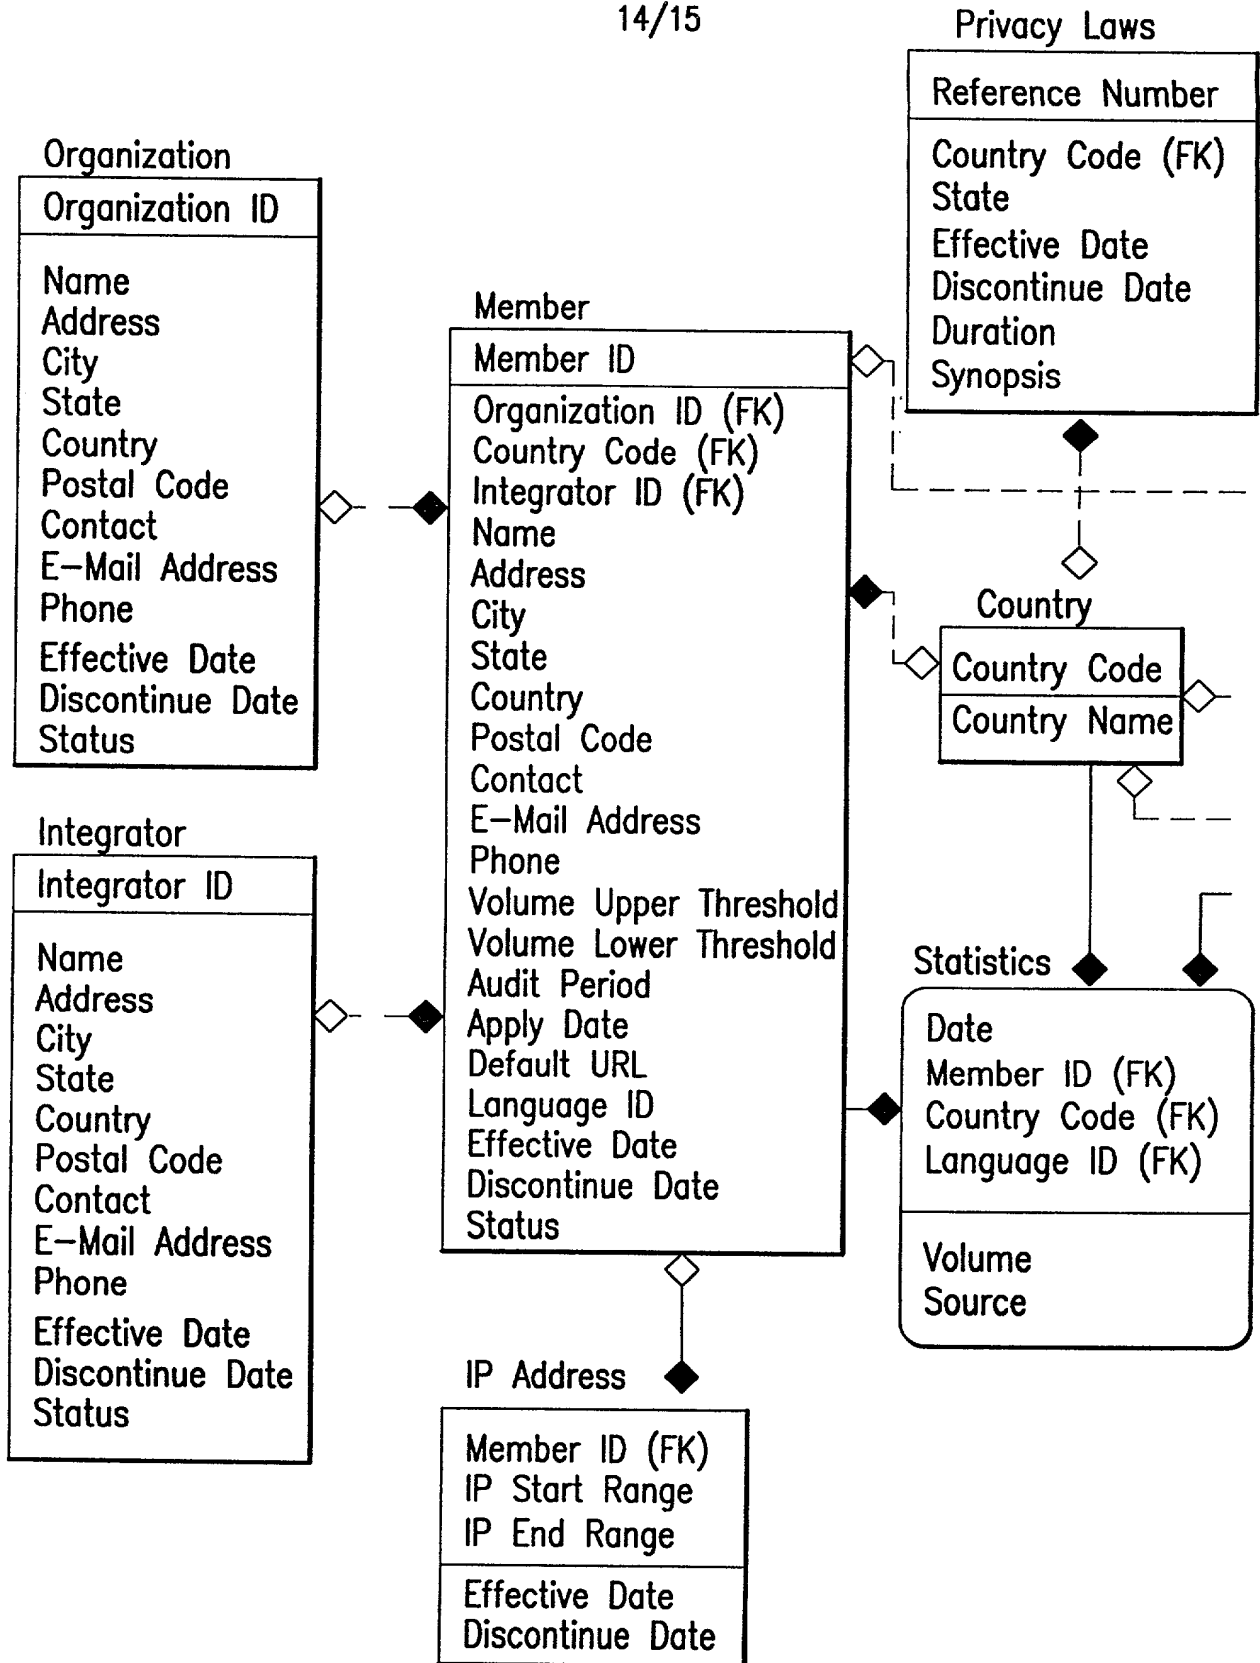 14/15
Privacy Laws
Reference Number
Country Code (FK)
State
Effective Date
Discontinue Date
Duration
Synopsis
Organization
Organization ID
Name
Address
City
State
Country
Postal Code
Contact
E-Mail Address
Phone
Effective Date
Discontinue Date
Status
Member
Member ID
Organization ID (FK)
Country Code (FK)
Integrator ID (FK)
Name
Address
City
State
Country
Postal Code
Contact
E-Mail Address
Phone
Volume Upper Threshold
Volume Lower Threshold
Audit Period
Apply Date
Default URL
Language ID
Effective Date
Discontinue Date
Status
Country
Country Code
Country Name
Integrator
Integrator ID
Name
Address
City
State
Country
Postal Code
Contact
E-Mail Address
Phone
Effective Date
Discontinue Date
Status
Statistics
Date
Member ID (FK)
Country Code (FK)
Language ID (FK)
Volume
Source
IP Address
Member ID (FK)
IP Start Range
IP End Range
Effective Date
Discontinue Date